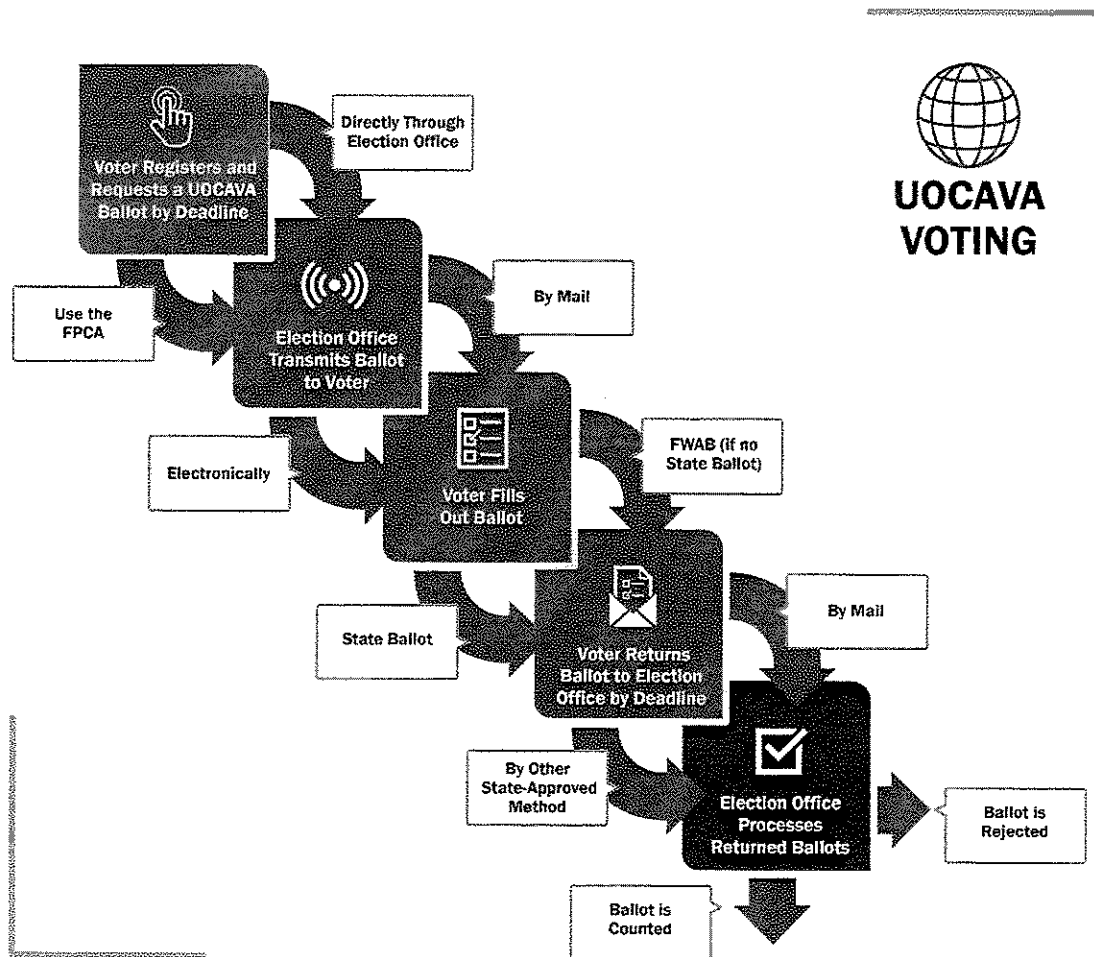 UOCAVA
VOTING
Voter Registers and
Requests a UOCAVA
Ballot by Deadline
Directly Through
Election Office
Use the
FPCA
Election Office
Transmits Ballot
to Voter
By Mail
Electronically
Voter Fills
Out Ballot
FWAB (if no
State Ballot)
State Ballot
Voter Returns
Ballot to Election
Office by Deadline
By Mail
By Other
State-Approved
Method
Election Office
Processes
Returned Ballots
Ballot is
Rejected
Ballot is
Counted